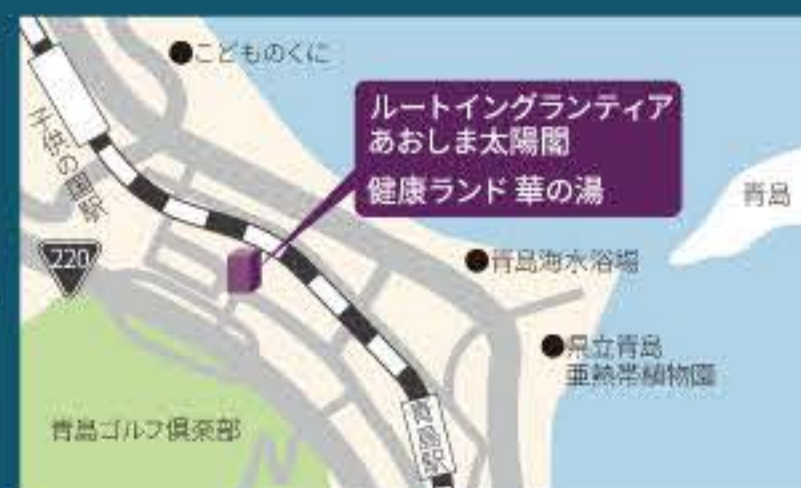 こどものくに
ルートイングランティア
あおしま太陽閣
健康ランド 華の湯
子供の国駅
青島
220
青島海水浴場
県立青島
亜熱帯植物園
青島ゴルフ倶楽部
青島駅